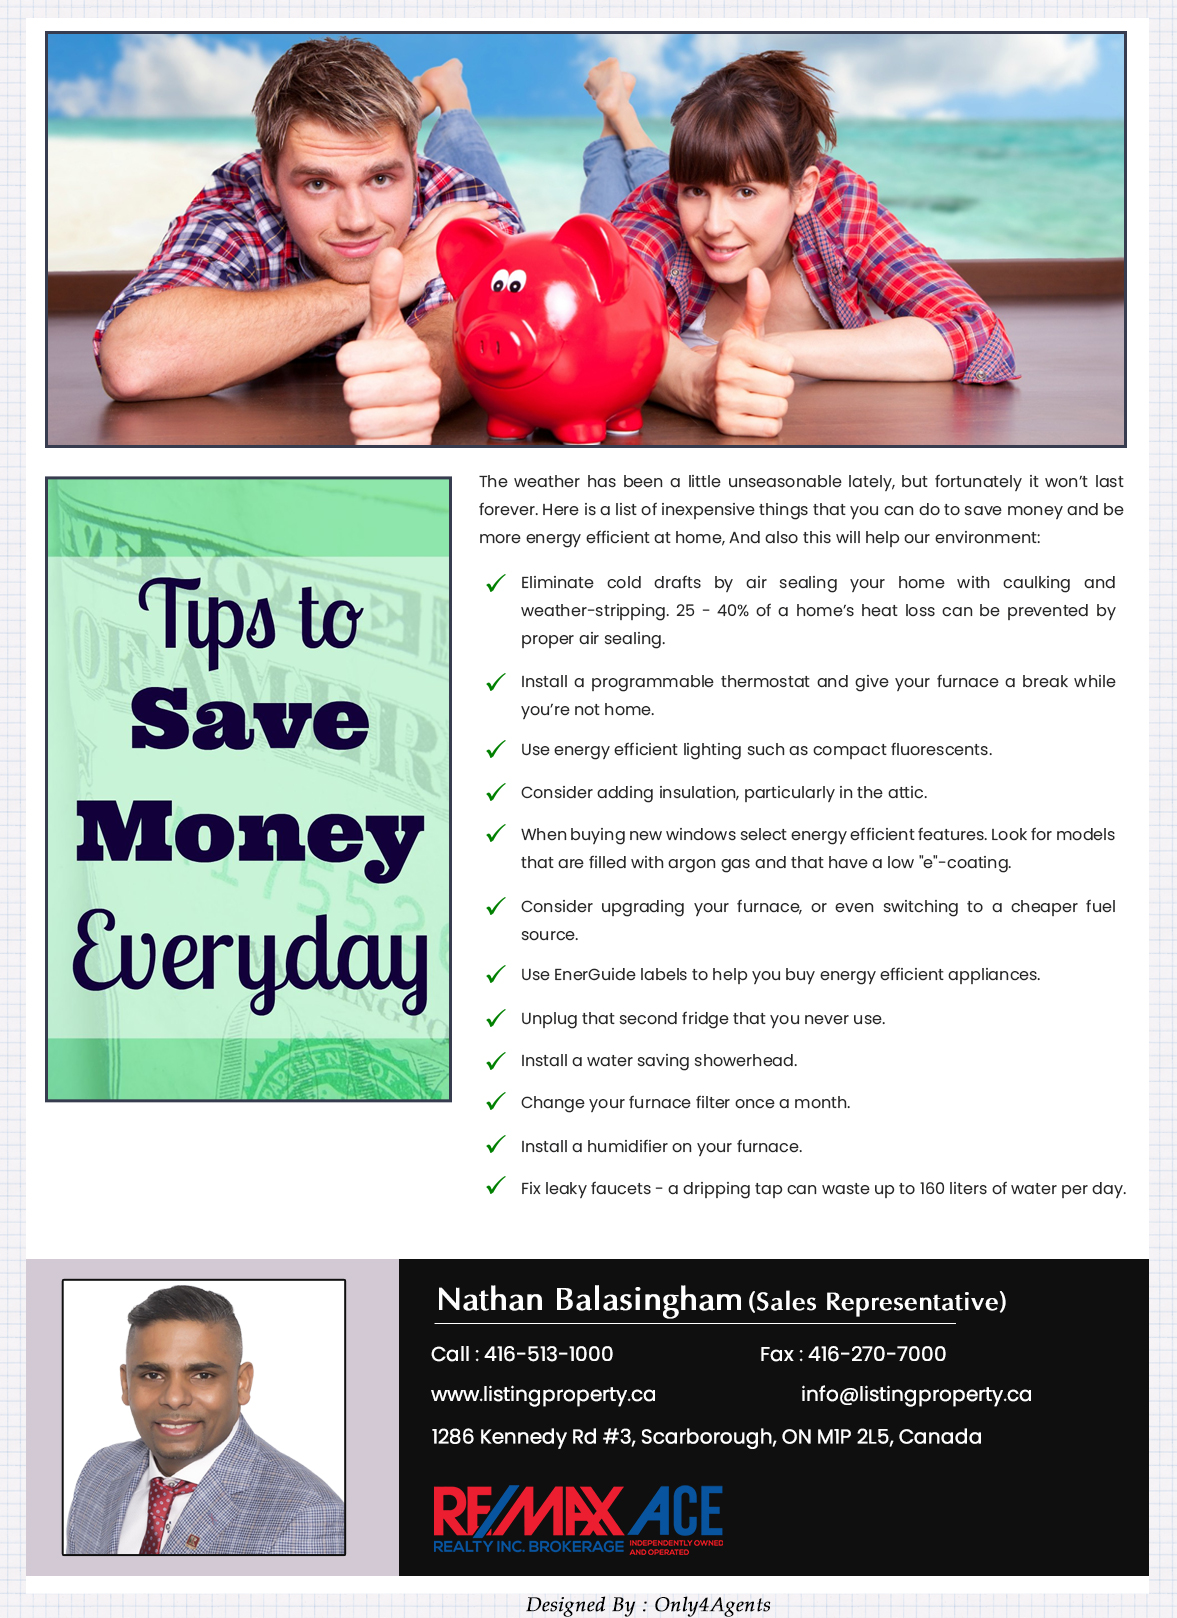 The weather has been a little unseasonable lately, but fortunately it won’t last
forever. Here is a list of inexpensive things that you can do to save money and be
more energy efficient at home, And also this will help our environment:
Tips to
Save
Money
Everyday
Eliminate cold drafts by air sealing your home with caulking and
weather-stripping. 25 - 40% of a home’s heat loss can be prevented by
proper air sealing.
Install a programmable thermostat and give your furnace a break while
you’re not home.
Use energy efficient lighting such as compact fluorescents.
Consider adding insulation, particularly in the attic.
When buying new windows select energy efficient features. Look for models
that are filled with argon gas and that have a low "e"-coating.
Consider upgrading your furnace, or even switching to a cheaper fuel
source.
Use EnerGuide labels to help you buy energy efficient appliances.
Unplug that second fridge that you never use.
Install a water saving showerhead.
Change your furnace filter once a month.
Install a humidifier on your furnace.
Fix leaky faucets - a dripping tap can waste up to 160 liters of water per day.
Nathan Balasingham (Sales Representative)
Call : 416-513-1000 Fax : 416-270-7000
www.listingproperty.ca info@listingproperty.ca
1286 Kennedy Rd #3, Scarborough, ON M1P 2L5, Canada
RE/MAX ACE
REALTY INC. BROKERAGE INDEPENDENTLY OWNED
AND OPERATED
Designed By : Only4Agents